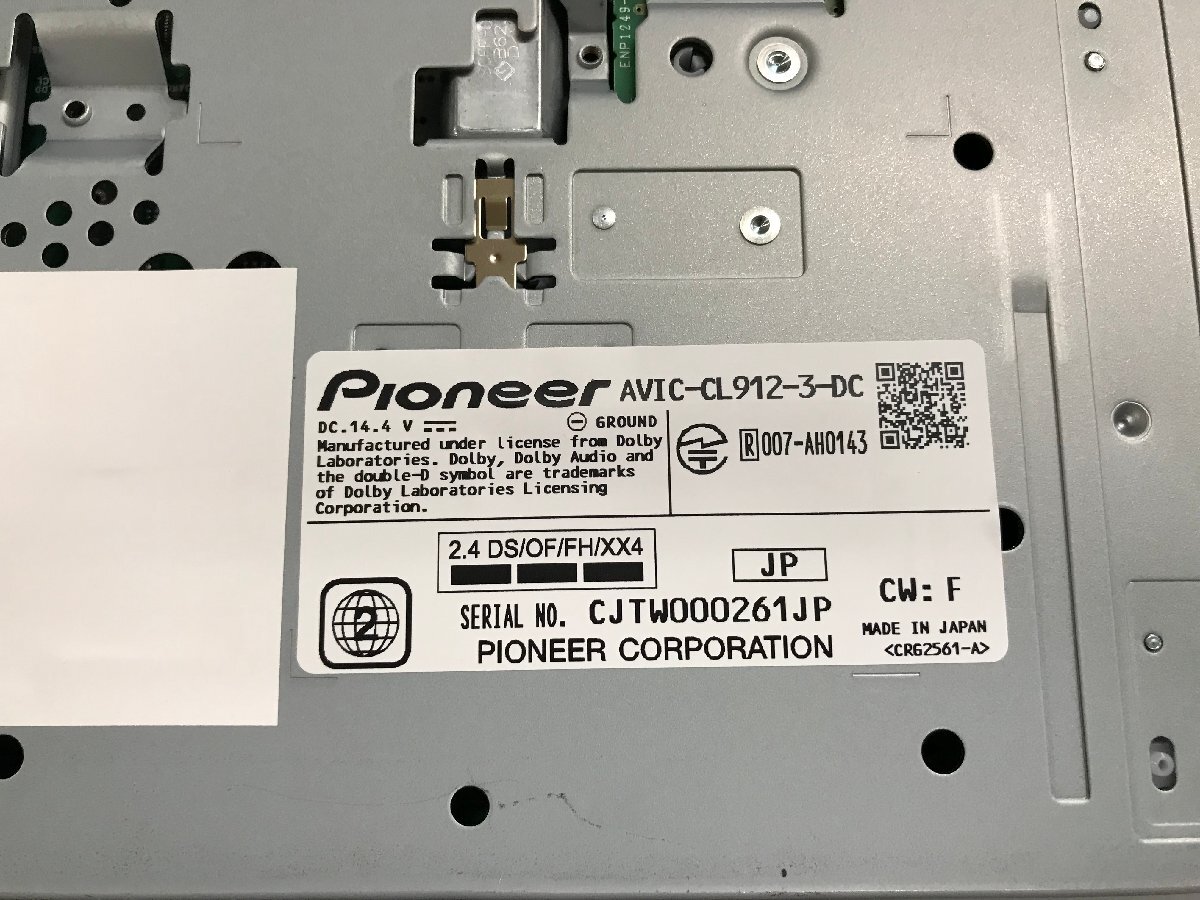 ENP1249-
B62
Pioneer AVIC-CL912-3-DC
DC.14.4 V
GROUND
Manufactured under license from Dolby
Laboratories. Dolby, Dolby Audio and
the double-D symbol are trademarks
of Dolby Laboratories Licensing
Corporation.
R 007-AH0143
2.4 DS/OF/FH/XX4
JP
CW: F
2
SERIAL NO. CJTW000261JP
MADE IN JAPAN
PIONEER CORPORATION
<CRG2561-A>